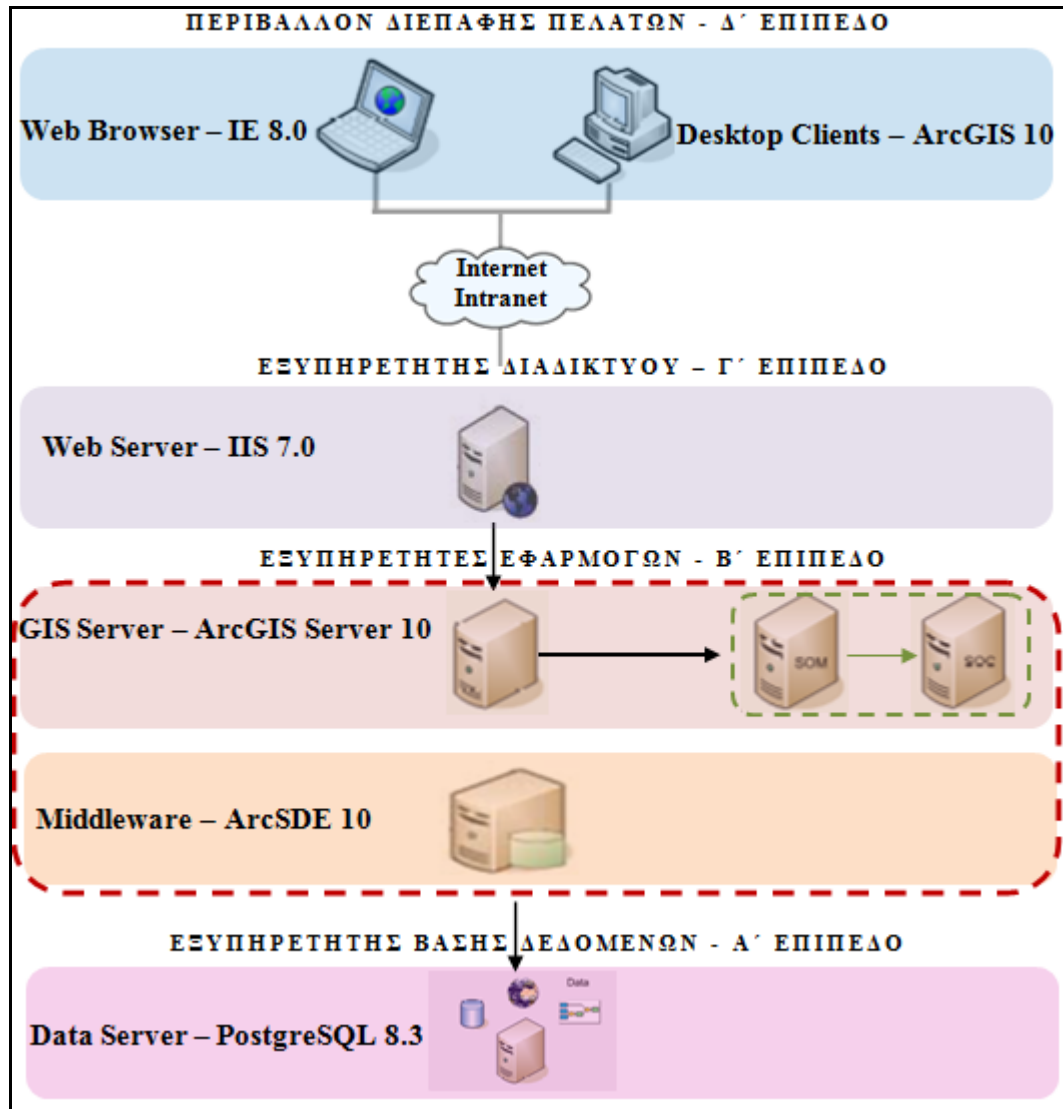 ΠΕΡΙΒΑΛΛΟΝ ΔΙΕΠΑΦΗΣ ΠΕΛΑΤΩΝ - Δ΄ ΕΠΙΠΕΔΟ
Web Browser – IE 8.0
Desktop Clients – ArcGIS 10
Internet
Intranet
ΕΞΥΠΗΡΕΤΗΤΗΣ ΔΙΑΔΙΚΤΥΟΥ – Γ΄ ΕΠΙΠΕΔΟ
Web Server – IIS 7.0
ΕΞΥΠΗΡΕΤΗΤΕΣ ΕΦΑΡΜΟΓΩΝ - Β΄ ΕΠΙΠΕΔΟ
GIS Server – ArcGIS Server 10
SOM
SOC
Middleware – ArcSDE 10
ΕΞΥΠΗΡΕΤΗΤΗΣ ΒΑΣΗΣ ΔΕΔΟΜΕΝΩΝ - Α΄ ΕΠΙΠΕΔΟ
Data
Data Server – PostgreSQL 8.3